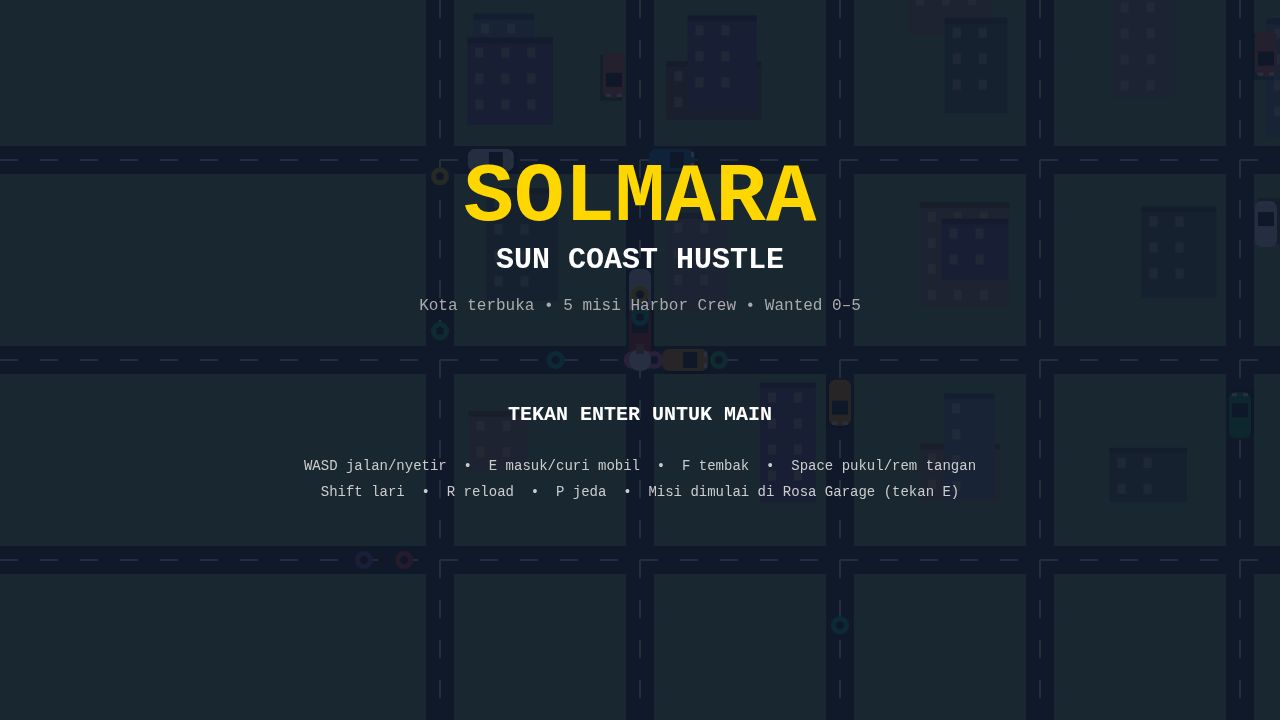 SOLMARA
SUN COAST HUSTLE
Kota terbuka • 5 misi Harbor Crew • Wanted 0–5
TEKAN ENTER UNTUK MAIN
WASD jalan/nyetir • E masuk/curi mobil • F tembak • Space pukul/rem tangan
Shift lari • R reload • P jeda • Misi dimulai di Rosa Garage (tekan E)